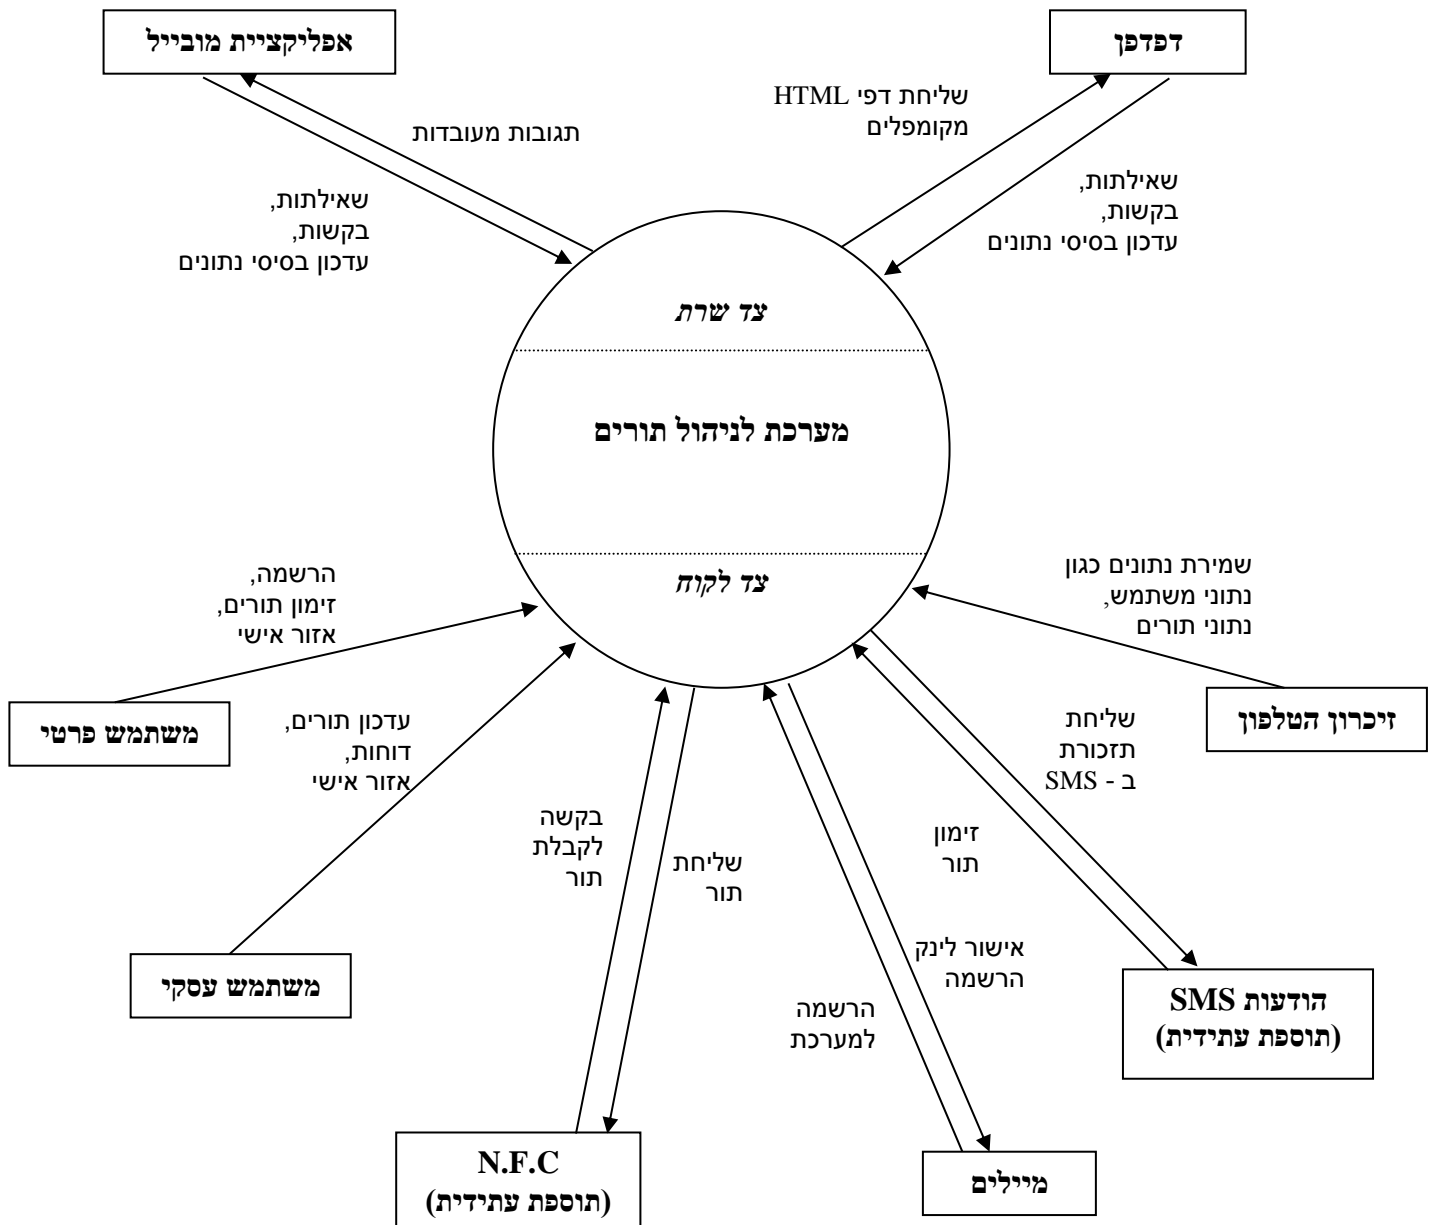 דפדפן
אפליקציית מובייל
שליחת דפי HTML
מקומפלים
תגובות מעובדות
שאילתות,
בקשות,
עדכון בסיסי נתונים
שאילתות,
בקשות,
עדכון בסיסי נתונים
צד שרת
מערכת לניהול תורים
צד לקוח
שמירת נתונים כגון
נתוני משתמש,
נתוני תורים
הרשמה,
זימון תורים,
אזור אישי
זיכרון הטלפון
משתמש פרטי
שליחת
תזכורת
ב - SMS
עדכון תורים,
דוחות,
אזור אישי
זימון
תור
שליחת
תור
בקשה
לקבלת
תור
אישור לינק
הרשמה
הרשמה
למערכת
משתמש עסקי
הודעות SMS
(תוספת עתידית)
מיילים
N.F.C
(תוספת עתידית)